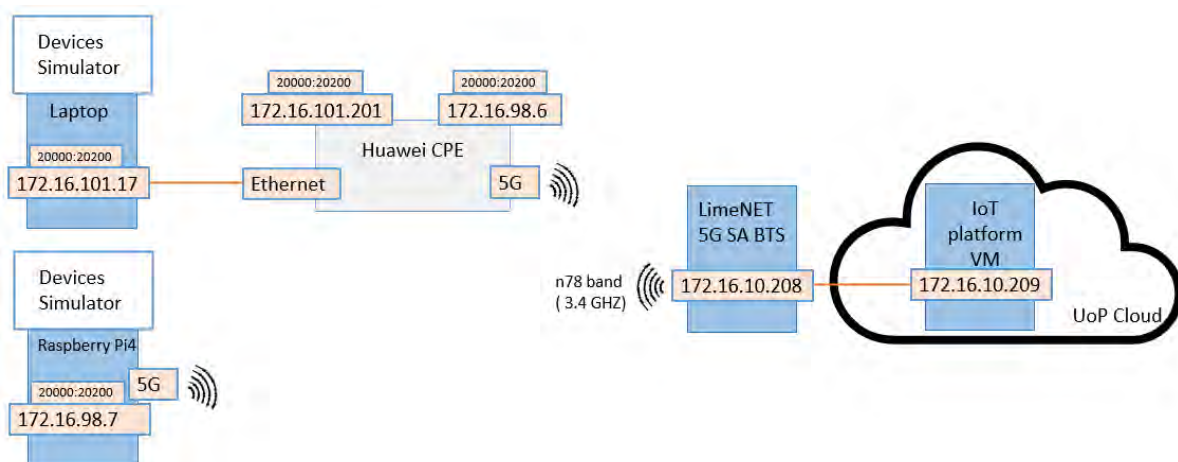 Devices
Simulator
Laptop
20000:20200
172.16.101.17
20000:20200
172.16.101.201
20000:20200
172.16.98.6
Huawei CPE
Ethernet
5G
Devices
Simulator
Raspberry Pi4
5G
20000:20200
172.16.98.7
n78 band
( 3.4 GHZ)
LimeNET
5G SA BTS
172.16.10.208
IoT
platform
VM
172.16.10.209
UoP Cloud